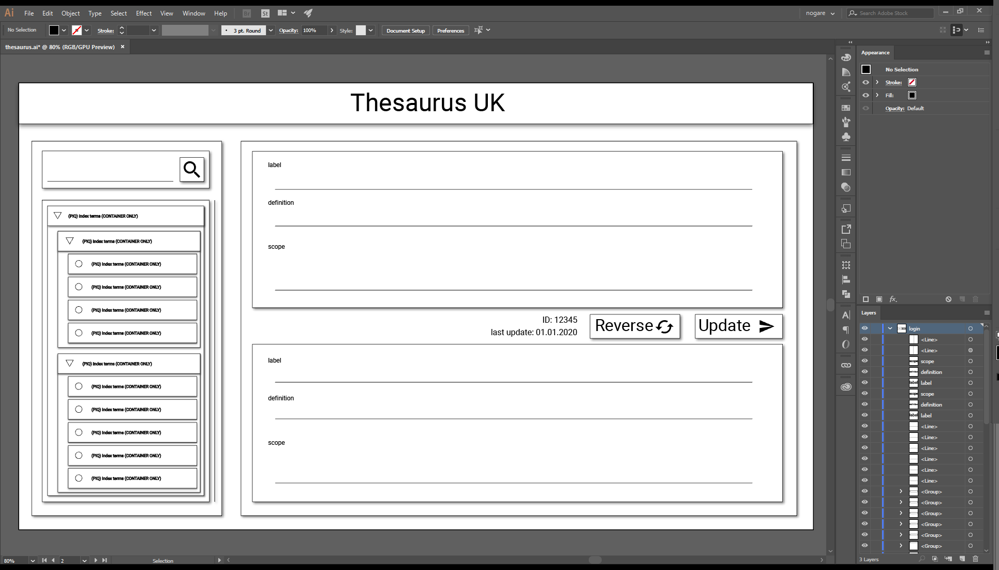 Ai File Edit Object Type Select Effect View Window Help Br St nogare Search Adobe Stock
No Selection Stroke: 3 pt. Round Opacity: 100% Style: Document Setup Preferences
thesaurus.ai* @ 80% (RGB/GPU Preview) ×
Thesaurus UK
(PIQ) Index terms (CONTAINER ONLY)
(PIQ) Index terms (CONTAINER ONLY)
(PIQ) Index terms (CONTAINER ONLY)
(PIQ) Index terms (CONTAINER ONLY)
(PIQ) Index terms (CONTAINER ONLY)
(PIQ) Index terms (CONTAINER ONLY)
(PIQ) Index terms (CONTAINER ONLY)
(PIQ) Index terms (CONTAINER ONLY)
(PIQ) Index terms (CONTAINER ONLY)
(PIQ) Index terms (CONTAINER ONLY)
(PIQ) Index terms (CONTAINER ONLY)
(PIQ) Index terms (CONTAINER ONLY)
label
definition
scope
ID: 12345
last update: 01.01.2020
Reverse
Update
label
definition
scope
Appearance
No Selection
Stroke:
Fill:
Opacity: Default
fx.
Layers
login
<Line>
<Line>
scope
definition
label
scope
definition
label
<Line>
<Line>
<Line>
<Line>
<Line>
<Line>
<Group>
<Group>
<Group>
<Group>
<Group>
<Group>
3 Layers
80% 2 Selection